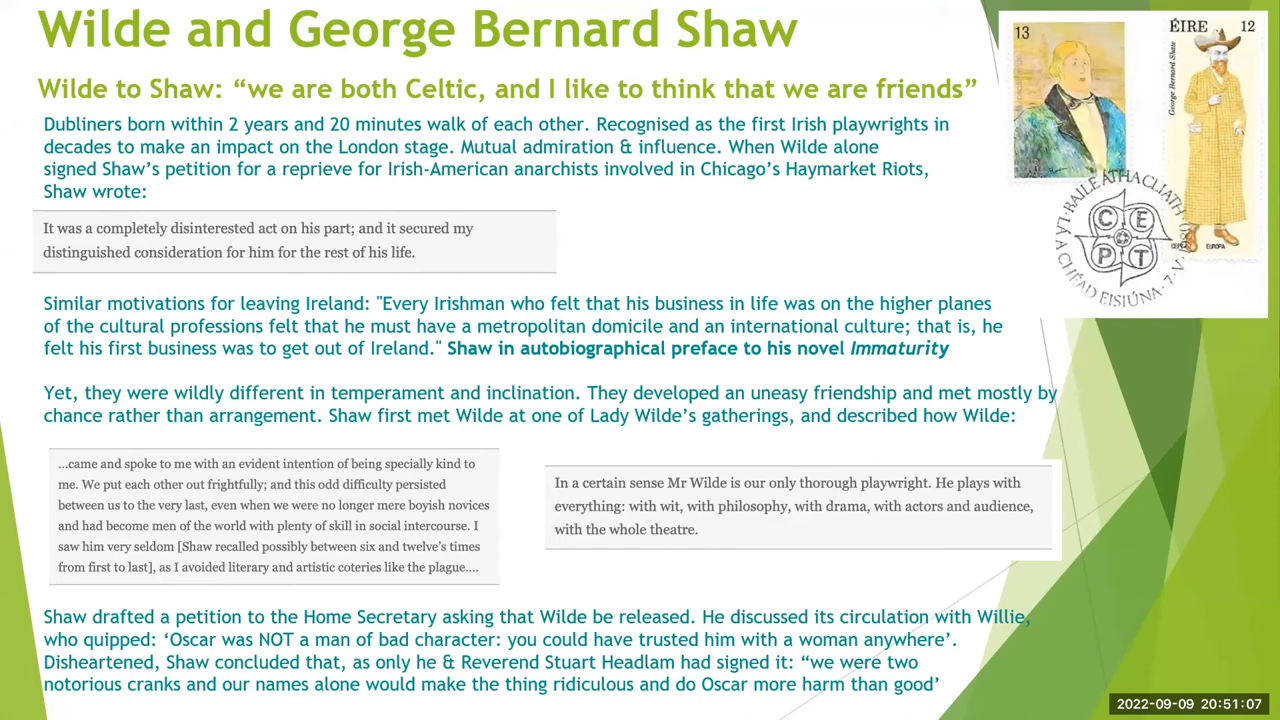 Wilde and George Bernard Shaw
Wilde to Shaw: “we are both Celtic, and I like to think that we are friends”
Dubliners born within 2 years and 20 minutes walk of each other. Recognised as the first Irish playwrights in
decades to make an impact on the London stage. Mutual admiration & influence. When Wilde alone
signed Shaw’s petition for a reprieve for Irish-American anarchists involved in Chicago’s Haymarket Riots,
Shaw wrote:
It was a completely disinterested act on his part; and it secured my
distinguished consideration for him for the rest of his life.
Similar motivations for leaving Ireland: "Every Irishman who felt that his business in life was on the higher planes
of the cultural professions felt that he must have a metropolitan domicile and an international culture; that is, he
felt his first business was to get out of Ireland." Shaw in autobiographical preface to his novel Immaturity
Yet, they were wildly different in temperament and inclination. They developed an uneasy friendship and met mostly by
chance rather than arrangement. Shaw first met Wilde at one of Lady Wilde’s gatherings, and described how Wilde:
...came and spoke to me with an evident intention of being specially kind to
me. We put each other out frightfully; and this odd difficulty persisted
between us to the very last, even when we were no longer mere boyish novices
and had become men of the world with plenty of skill in social intercourse. I
saw him very seldom [Shaw recalled possibly between six and twelve’s times
from first to last], as I avoided literary and artistic coteries like the plague....
In a certain sense Mr Wilde is our only thorough playwright. He plays with
everything: with wit, with philosophy, with drama, with actors and audience,
with the whole theatre.
Shaw drafted a petition to the Home Secretary asking that Wilde be released. He discussed its circulation with Willie,
who quipped: ‘Oscar was NOT a man of bad character: you could have trusted him with a woman anywhere’.
Disheartened, Shaw concluded that, as only he & Reverend Stuart Headlam had signed it: “we were two
notorious cranks and our names alone would make the thing ridiculous and do Oscar more harm than good’
13
ÉIRE 12
George Bernard Shaw
EUROPA
BAILE ÁTHA CLIATH
CEPT
LÁ A CHÉAD EISIÚNA · 7 · V
2022-09-09 20:51:07